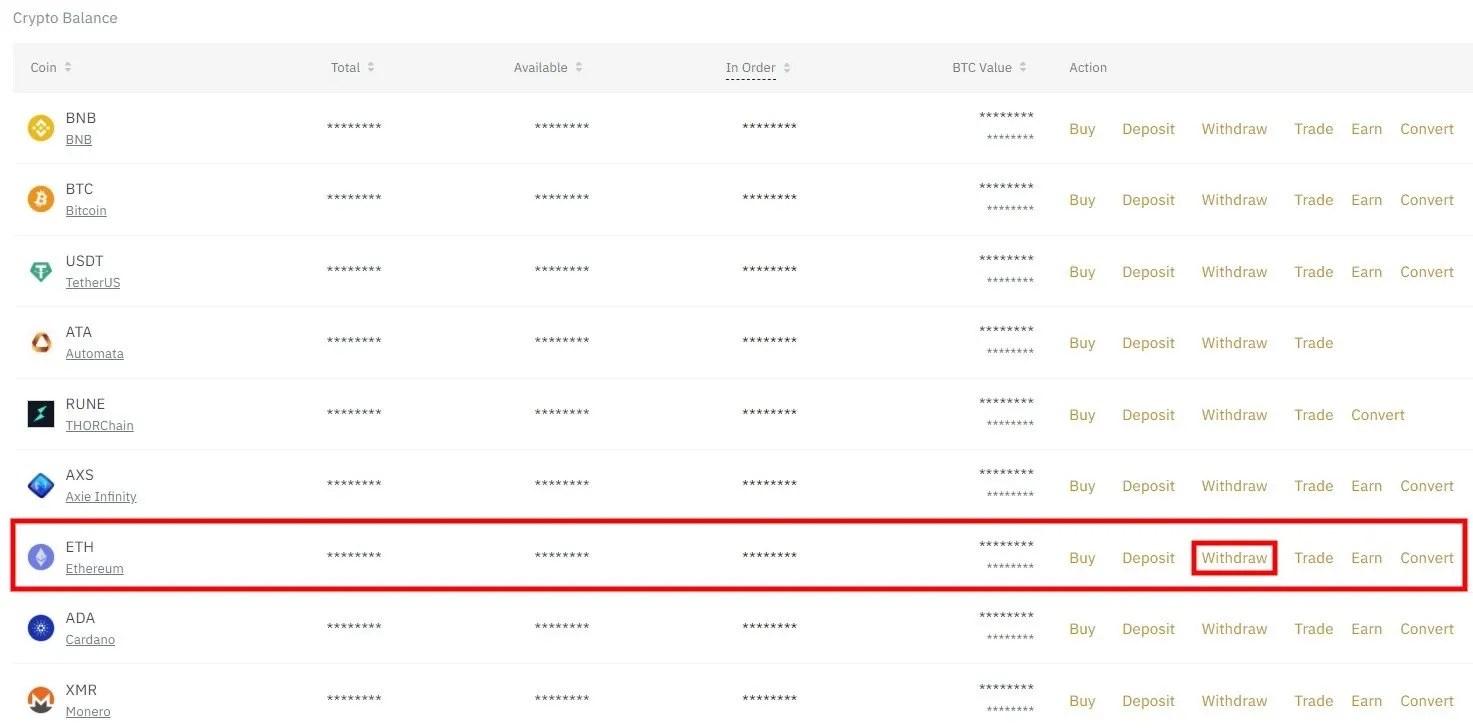 Crypto Balance
Coin Total Available In Order BTC Value Action
BNB
BNB
******** ******** ******** ********
********
Buy Deposit Withdraw Trade Earn Convert
BTC
Bitcoin
******** ******** ******** ********
********
Buy Deposit Withdraw Trade Earn Convert
USDT
TetherUS
******** ******** ******** ********
********
Buy Deposit Withdraw Trade Earn Convert
ATA
Automata
******** ******** ******** ********
********
Buy Deposit Withdraw Trade
RUNE
THORChain
******** ******** ******** ********
********
Buy Deposit Withdraw Trade Convert
AXS
Axie Infinity
******** ******** ******** ********
********
Buy Deposit Withdraw Trade Earn Convert
ETH
Ethereum
******** ******** ******** ********
********
Buy Deposit Withdraw Trade Earn Convert
ADA
Cardano
******** ******** ******** ********
********
Buy Deposit Withdraw Trade Earn Convert
XMR
Monero
******** ******** ******** ********
********
Buy Deposit Withdraw Trade Earn Convert